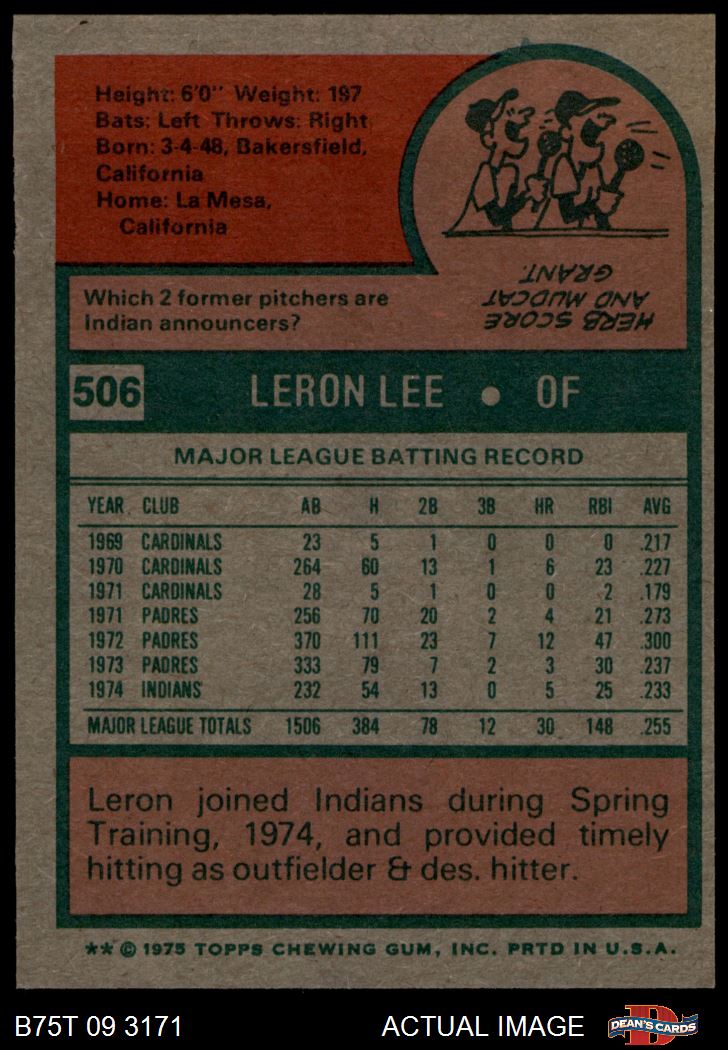 Height: 6'0" Weight: 197
Bats: Left Throws: Right
Born: 3-4-48, Bakersfield,
California
Home: La Mesa,
California
Which 2 former pitchers are
Indian announcers?
HERB SCORE
AND MUDCAT
GRANT.
506 LERON LEE • OF
MAJOR LEAGUE BATTING RECORD
YEAR CLUB AB H 2B 3B HR RBI AVG
1969 CARDINALS 23 5 1 0 0 0 .217
1970 CARDINALS 264 60 13 1 6 23 .227
1971 CARDINALS 28 5 1 0 0 2 .179
1971 PADRES 256 70 20 2 4 21 .273
1972 PADRES 370 111 23 7 12 47 .300
1973 PADRES 333 79 7 2 3 30 .237
1974 INDIANS 232 54 13 0 5 25 .233
MAJOR LEAGUE TOTALS 1506 384 78 12 30 148 .255
Leron joined Indians during Spring
Training, 1974, and provided timely
hitting as outfielder & des. hitter.
** © 1975 TOPPS CHEWING GUM, INC. PRTD IN U.S.A.
B75T 09 3171 ACTUAL IMAGE D DEAN'S CARDS